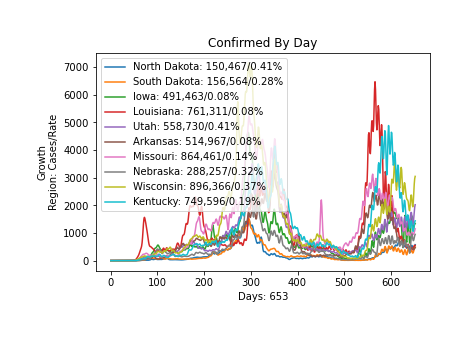 Confirmed By Day
7000
6000
5000
4000
3000
2000
1000
0
Growth
Region: Cases/Rate
North Dakota: 150,467/0.41%
South Dakota: 156,564/0.28%
Iowa: 491,463/0.08%
Louisiana: 761,311/0.08%
Utah: 558,730/0.41%
Arkansas: 514,967/0.08%
Missouri: 864,461/0.14%
Nebraska: 288,257/0.32%
Wisconsin: 896,366/0.37%
Kentucky: 749,596/0.19%
0 100 200 300 400 500 600
Days: 653